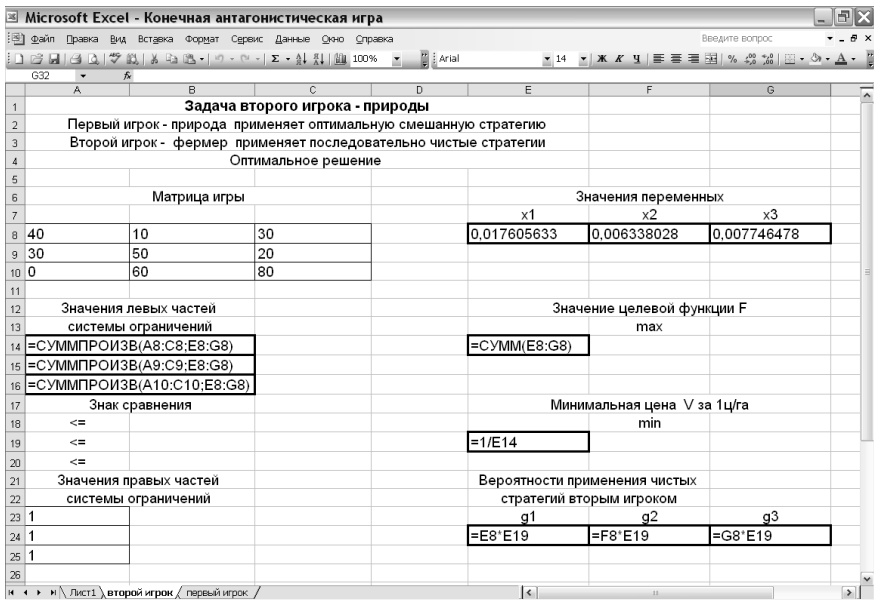 Microsoft Excel - Конечная антагонистическая игра
Файл Правка Вид Вставка Формат Сервис Данные Окно Справка Введите вопрос
100% Arial 14 Ж К Ч
G32 fx
A B C D E F G
1 Задача второго игрока - природы
2 Первый игрок - природа применяет оптимальную смешанную стратегию
3 Второй игрок - фермер применяет последовательно чистые стратегии
4 Оптимальное решение
5
6 Матрица игры Значения переменных
7 x1 x2 x3
8 40 10 30 0,017605633 0,006338028 0,007746478
9 30 50 20
10 0 60 80
11
12 Значения левых частей Значение целевой функции F
13 системы ограничений max
14 =СУММПРОИЗВ(A8:C8;E8:G8) =СУММ(E8:G8)
15 =СУММПРОИЗВ(A9:C9;E8:G8)
16 =СУММПРОИЗВ(A10:C10;E8:G8)
17 Знак сравнения Минимальная цена V за 1ц/га
18 <= min
19 <= =1/E14
20 <=
21 Значения правых частей Вероятности применения чистых
22 системы ограничений стратегий вторым игроком
23 1 g1 g2 g3
24 1 =E8*E19 =F8*E19 =G8*E19
25 1
26
Лист1 второй игрок первый игрок